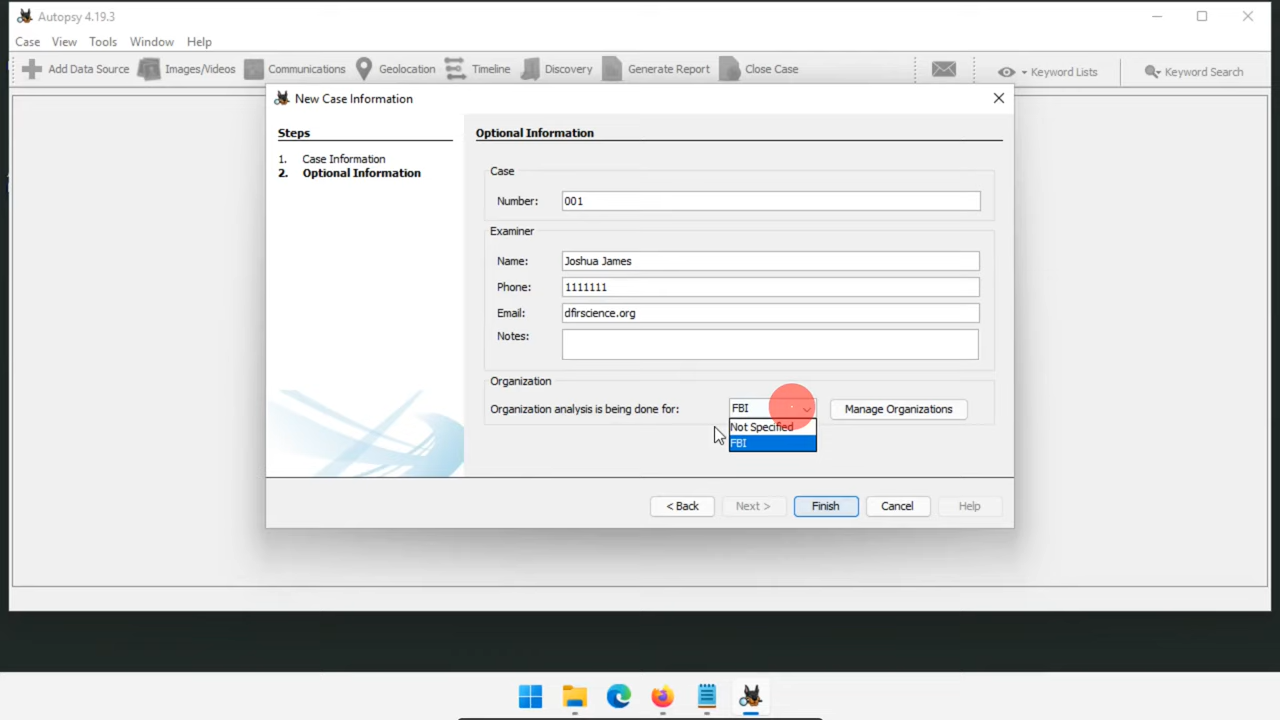 Autopsy 4.19.3
Case View Tools Window Help
Add Data Source Images/Videos Communications Geolocation Timeline Discovery Generate Report Close Case Keyword Lists Keyword Search
New Case Information
Steps
1. Case Information
2. Optional Information
Optional Information
Case
Number: 001
Examiner
Name: Joshua James
Phone: 1111111
Email: dfirscience.org
Notes:
Organization
Organization analysis is being done for: FBI Manage Organizations
Not Specified
FBI
< Back Next > Finish Cancel Help